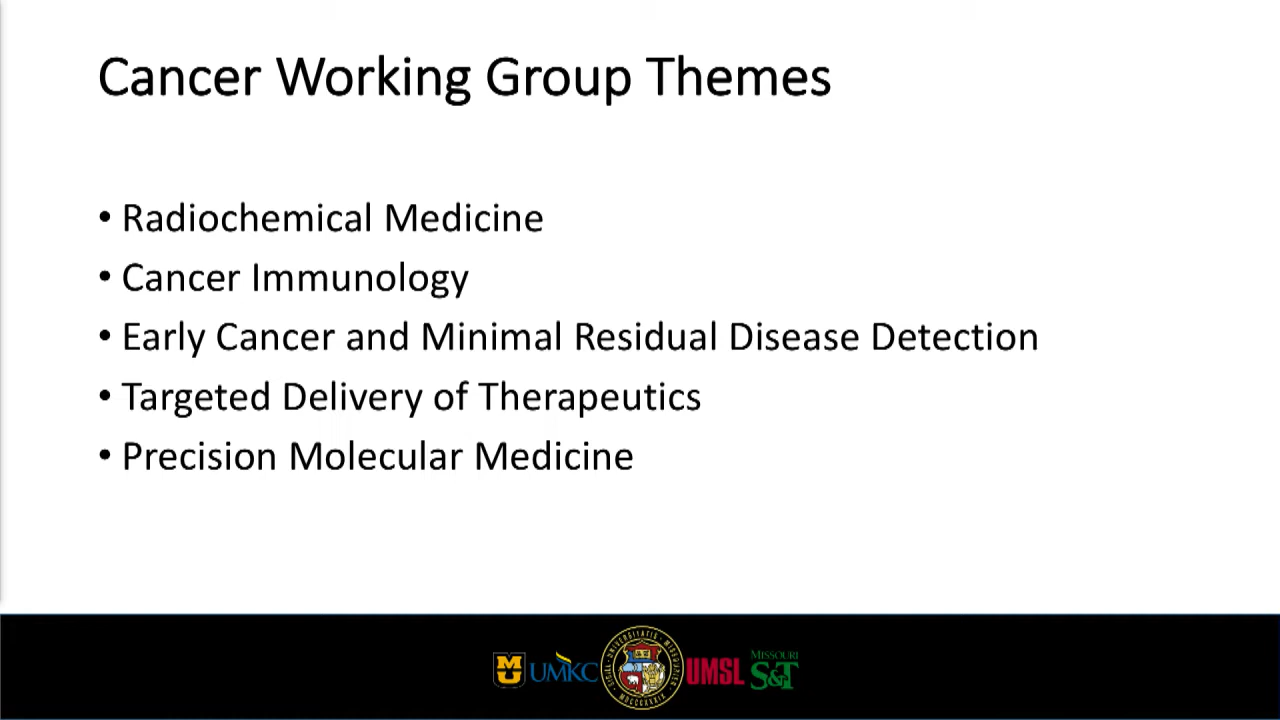 Cancer Working Group Themes
• Radiochemical Medicine
• Cancer Immunology
• Early Cancer and Minimal Residual Disease Detection
• Targeted Delivery of Therapeutics
• Precision Molecular Medicine
UMKC
UMSL
MISSOURI
S&T